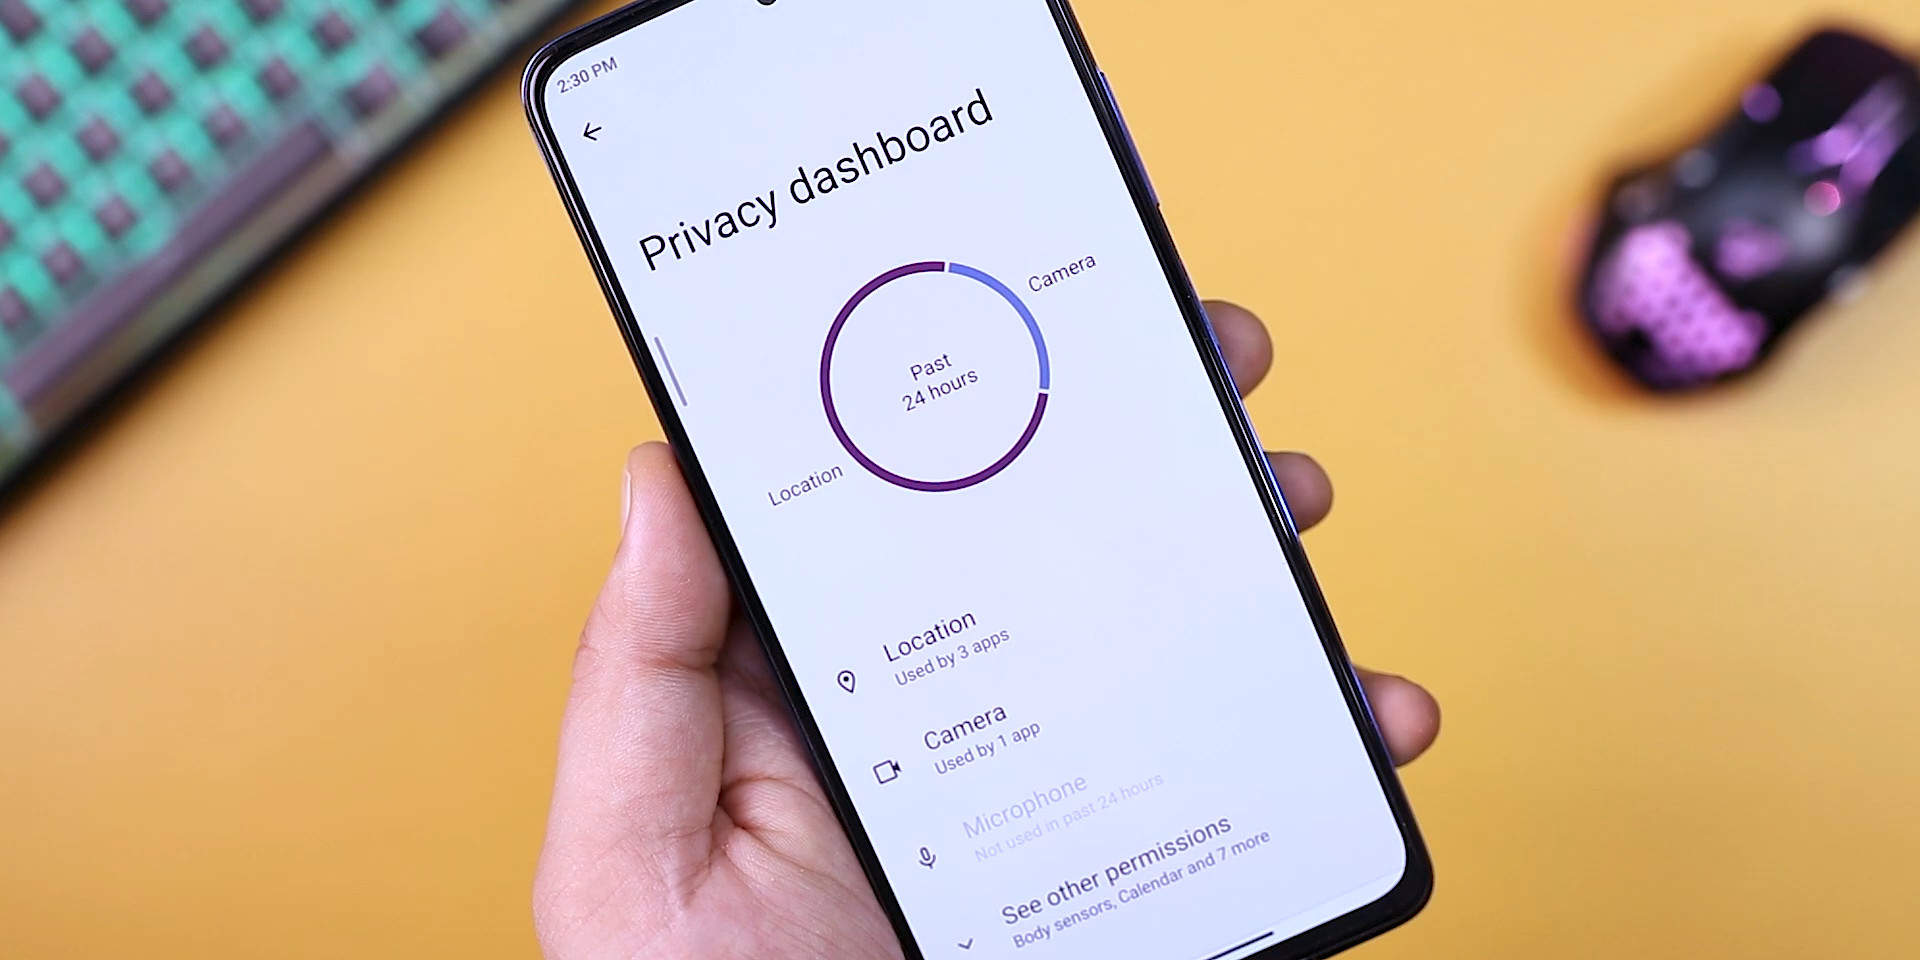 2:30 PM
Privacy dashboard
Camera
Past
24 hours
Location
Location
Used by 3 apps
Camera
Used by 1 app
Microphone
Not used in past 24 hours
See other permissions
Body sensors, Calendar and 7 more